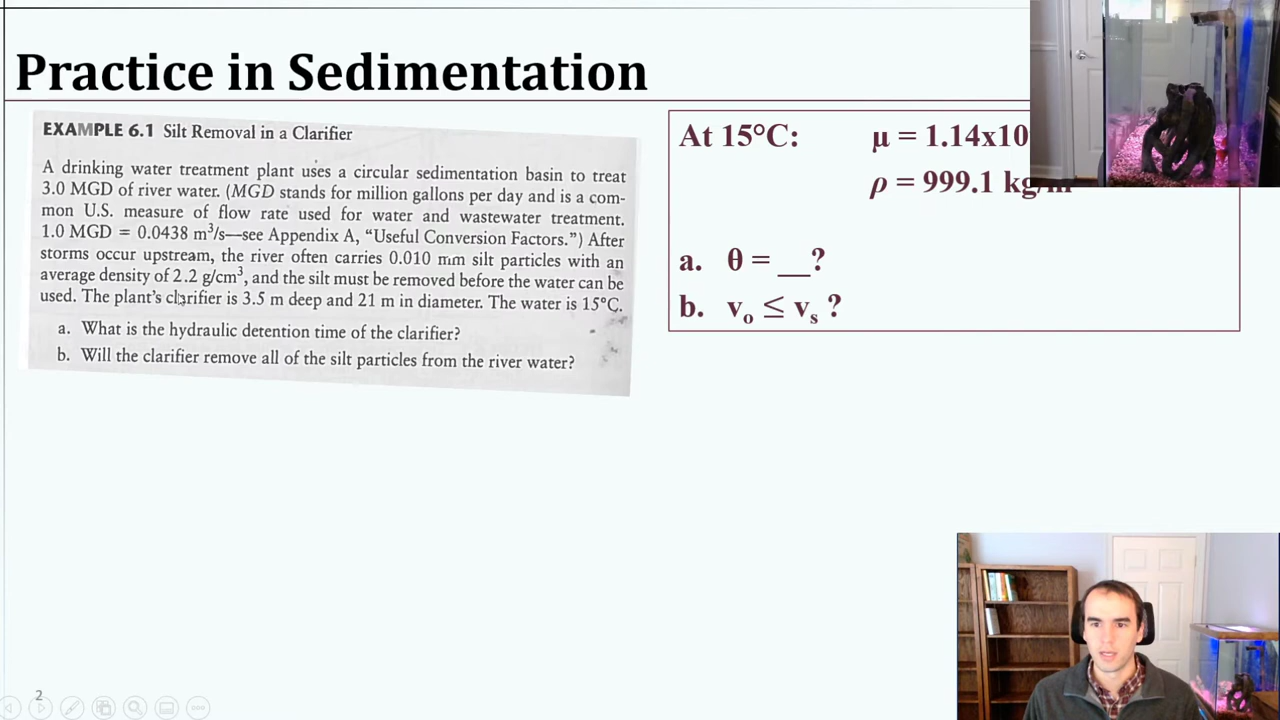 Practice in Sedimentation
EXAMPLE 6.1 Silt Removal in a Clarifier
A drinking water treatment plant uses a circular sedimentation basin to treat
3.0 MGD of river water. (MGD stands for million gallons per day and is a com-
mon U.S. measure of flow rate used for water and wastewater treatment.
1.0 MGD = 0.0438 m³/s—see Appendix A, “Useful Conversion Factors.”) After
storms occur upstream, the river often carries 0.010 mm silt particles with an
average density of 2.2 g/cm³, and the silt must be removed before the water can be
used. The plant’s clarifier is 3.5 m deep and 21 m in diameter. The water is 15°C.
a. What is the hydraulic detention time of the clarifier?
b. Will the clarifier remove all of the silt particles from the river water?
At 15°C: μ = 1.14x10
ρ = 999.1 kg/m
a. θ = __?
b. vₒ ≤ vₛ ?
2